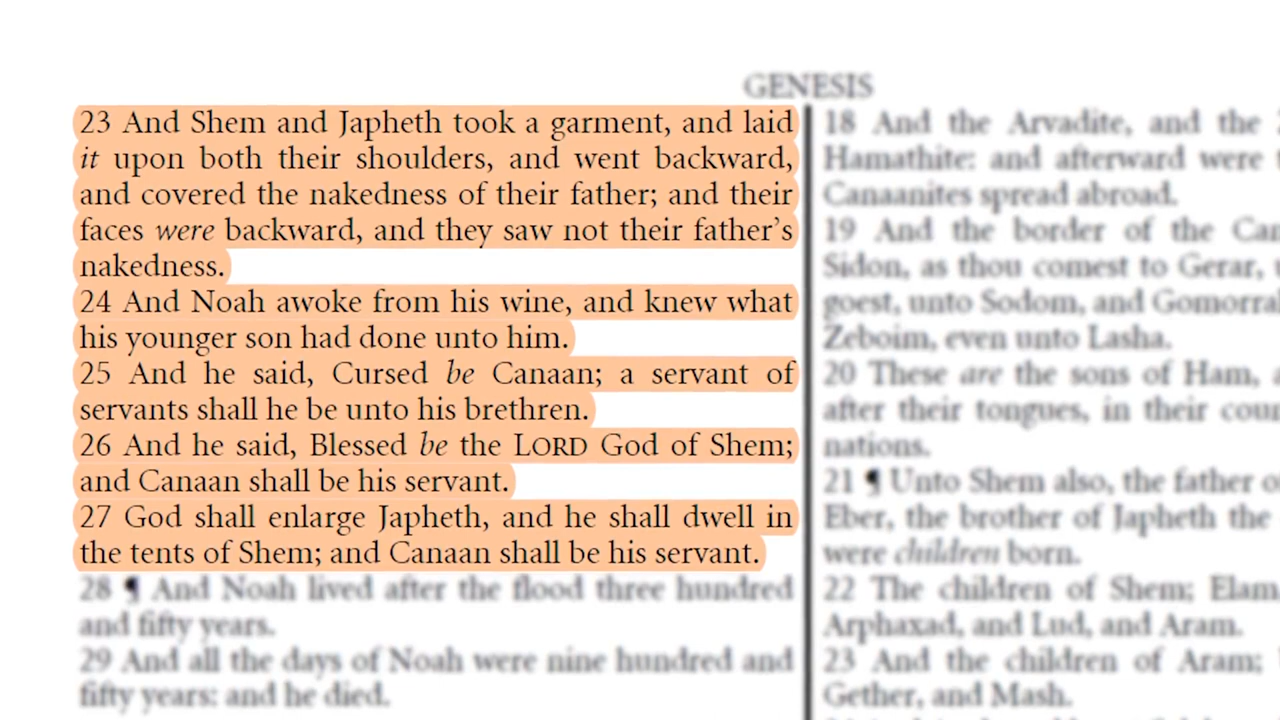 GENESIS
23 And Shem and Japheth took a garment, and laid
it upon both their shoulders, and went backward,
and covered the nakedness of their father; and their
faces were backward, and they saw not their father’s
nakedness.
24 And Noah awoke from his wine, and knew what
his younger son had done unto him.
25 And he said, Cursed be Canaan; a servant of
servants shall he be unto his brethren.
26 And he said, Blessed be the LORD God of Shem;
and Canaan shall be his servant.
27 God shall enlarge Japheth, and he shall dwell in
the tents of Shem; and Canaan shall be his servant.
28 ¶ And Noah lived after the flood three hundred
and fifty years.
29 And all the days of Noah were nine hundred and
fifty years: and he died.
18 And the Arvadite, and the
Hamathite: and afterward were
Canaanites spread abroad.
19 And the border of the
Sidon, as thou comest to Gerar,
goest, unto Sodom, and
Zeboim, even unto Lasha.
20 These are the sons of Ham,
after their tongues, in their
nations.
21 ¶ Unto Shem also, the father
Eber, the brother of Japheth the
were children born.
22 The children of Shem;
Arphaxad, and Lud, and Aram.
23 And the children of Aram;
Gether, and Mash.